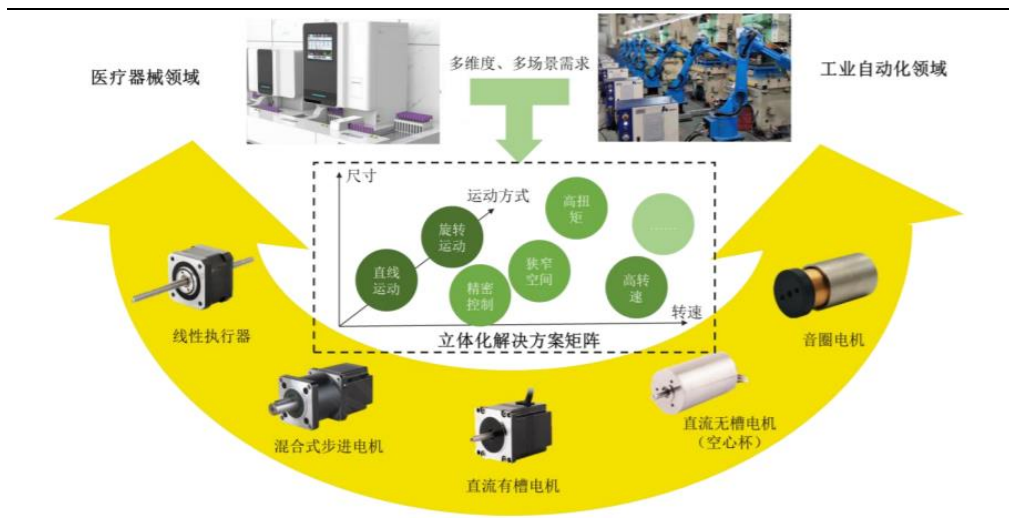 医疗器械领域
多维度、多场景需求
工业自动化领域
尺寸
运动方式
高扭
矩
……
旋转
运动
狭窄
空间
直线
运动
精密
控制
高转
速
转速
立体化解决方案矩阵
线性执行器
音圈电机
混合式步进电机
直流无槽电机
(空心杯)
直流有槽电机